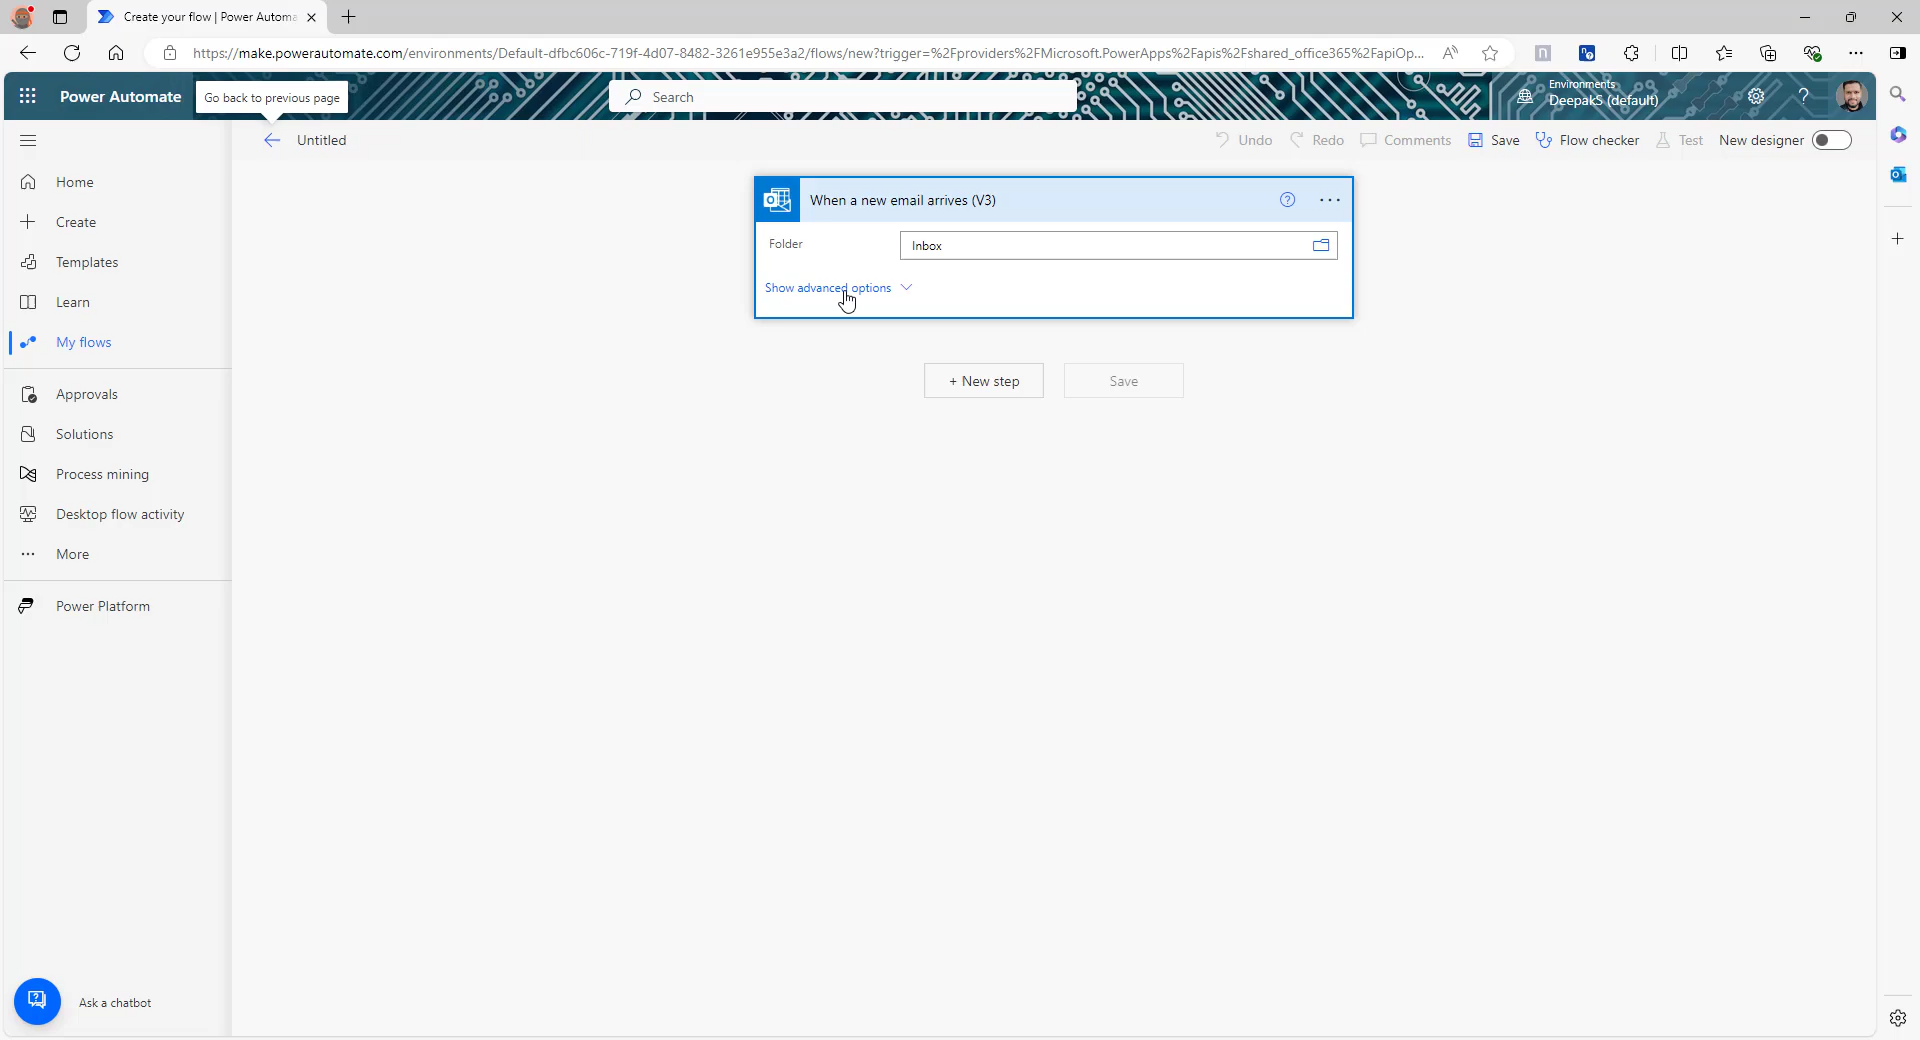 Create your flow | Power Automa
https://make.powerautomate.com/environments/Default-dfbc606c-719f-4d07-8482-3261e955e3a2/flows/new?trigger=%2Fproviders%2FMicrosoft.PowerApps%2Fapis%2Fshared_office365%2FapiOp...
Power Automate
Go back to previous page
Search
Environments
DeepakS (default)
Untitled
Undo
Redo
Comments
Save
Flow checker
Test
New designer
Home
Create
Templates
Learn
My flows
Approvals
Solutions
Process mining
Desktop flow activity
More
Power Platform
Ask a chatbot
When a new email arrives (V3)
Folder
Inbox
Show advanced options
+ New step
Save